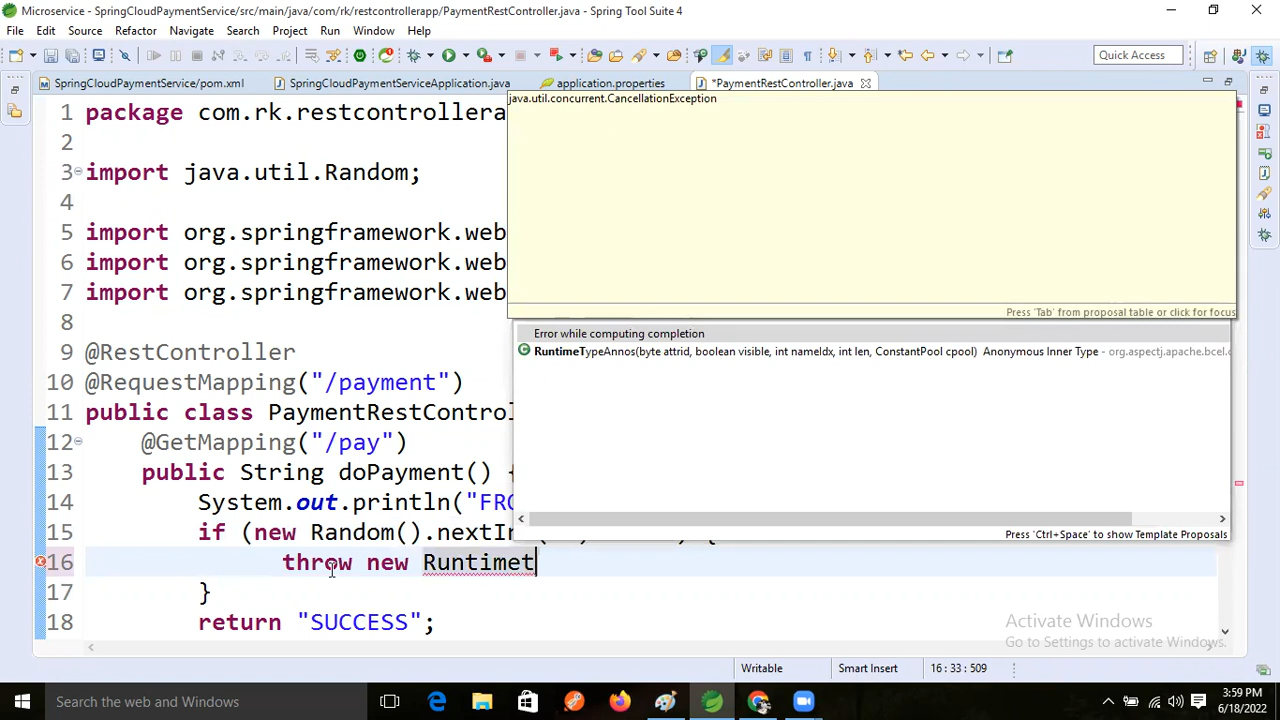 Microservice - SpringCloudPaymentService/src/main/java/com/rk/restcontrollerapp/PaymentRestController.java - Spring Tool Suite 4
File Edit Source Refactor Navigate Search Project Run Window Help
Quick Access
SpringCloudPaymentService/pom.xml SpringCloudPaymentServiceApplication.java application.properties *PaymentRestController.java
1 package com.rk.restcontrollera
java.util.concurrent.CancellationException
2
3 import java.util.Random;
4
5 import org.springframework.web
6 import org.springframework.web
7 import org.springframework.web
Press 'Tab' from proposal table or click for focus
8
Error while computing completion
RuntimeTypeAnnos(byte attrid, boolean visible, int nameIdx, int len, ConstantPool cpool) Anonymous Inner Type - org.aspectj.apache.bcel.
9 @RestController
10 @RequestMapping("/payment")
11 public class PaymentRestControl
12 @GetMapping("/pay")
13 public String doPayment() {
14 System.out.println("FRO
15 if (new Random().nextIn
Press 'Ctrl+Space' to show Template Proposals
16 throw new Runtimet
17 }
18 return "SUCCESS";
Activate Windows
Go to Settings to activate Windows.
Writable Smart Insert 16 : 33 : 509
Search the web and Windows
3:59 PM
6/18/2022